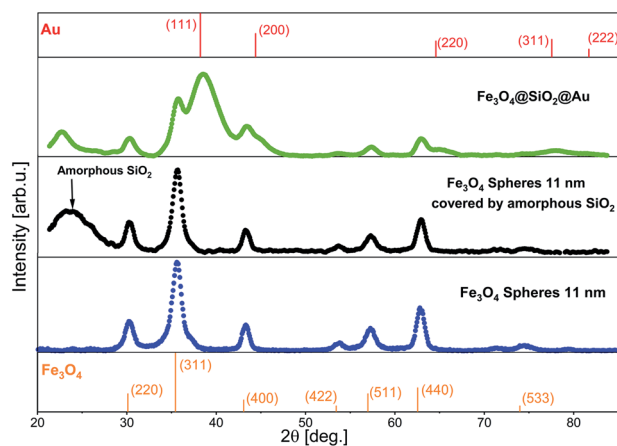 (111)
Au
(200)
(220)
(311)
(222)
Fe₃O₄@SiO₂@Au
Amorphous SiO₂
Fe₃O₄ Spheres 11 nm
covered by amorphous SiO₂
Fe₃O₄ Spheres 11 nm
Fe₃O₄
(311)
(220)
(400)
(422)
(511)
(440)
(533)
20 30 40 50 60 70 80
2θ [deg.]
Intensity [arb.u.]